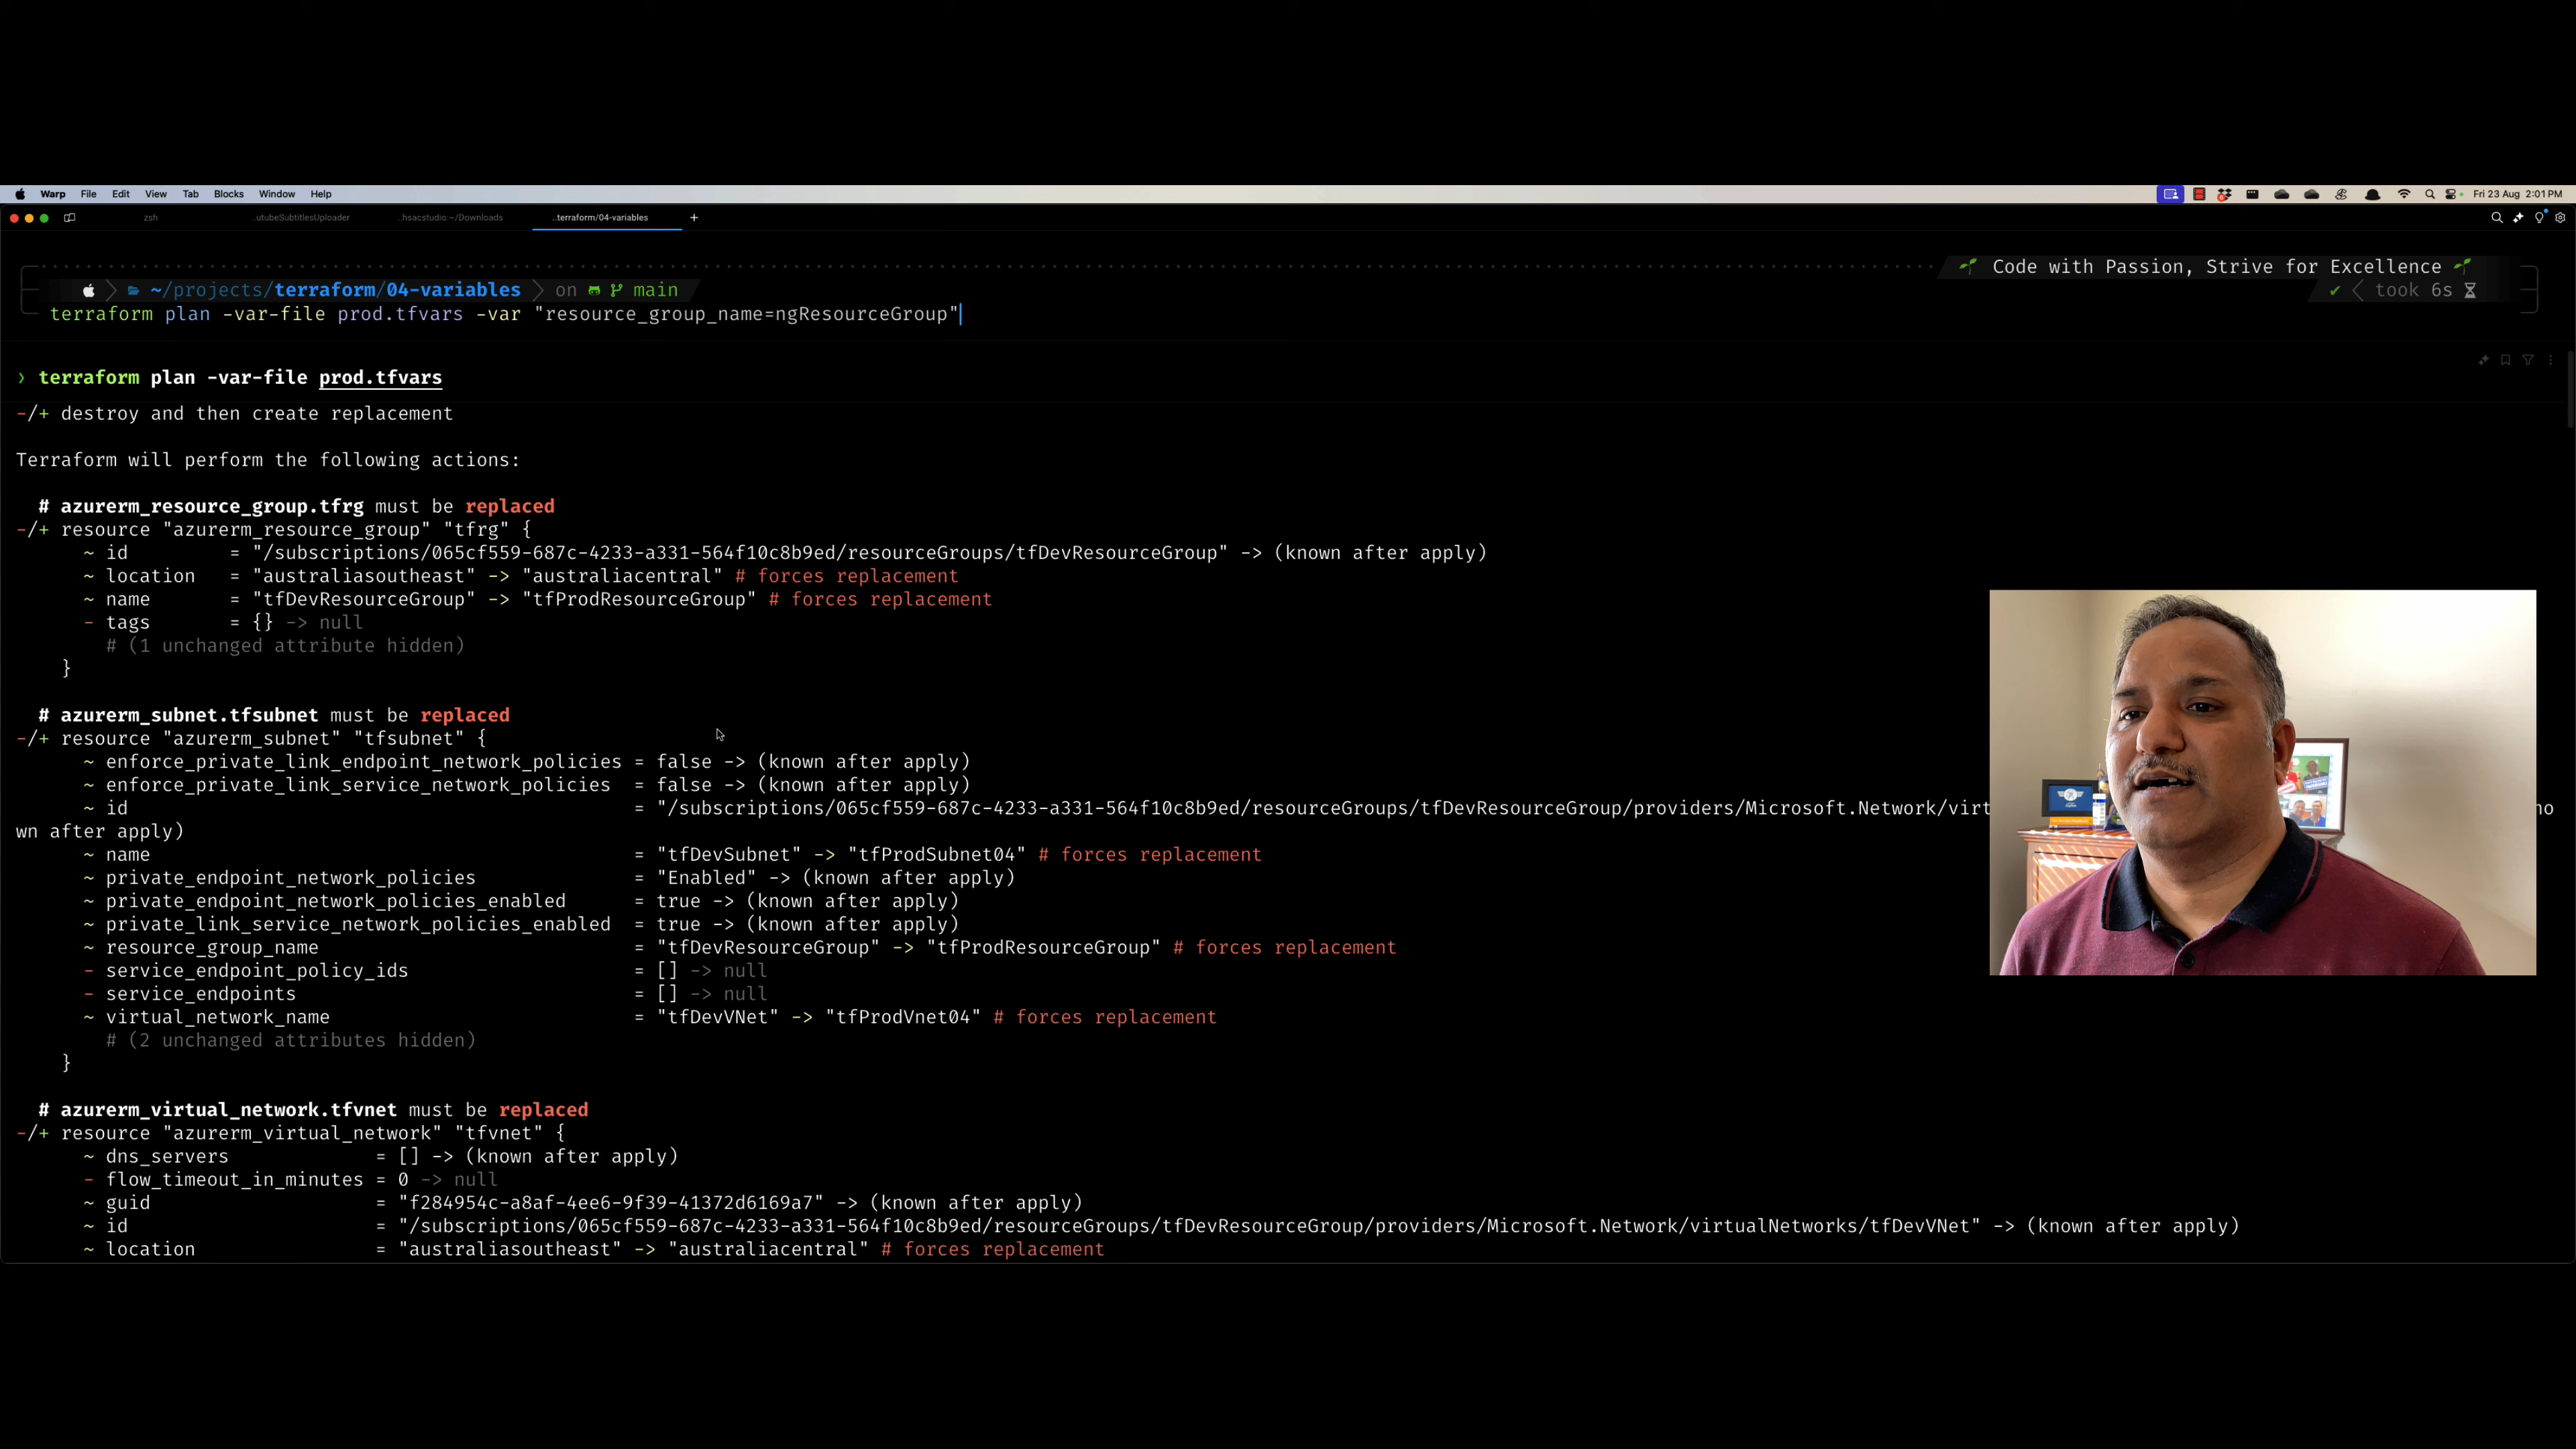 Warp File Edit View Tab Blocks Window Help
Fri 23 Aug 2:01 PM
zsh
..utubeSubtitlesUploader
..hsacstudio:~/Downloads
..terraform/04-variables
+
Code with Passion, Strive for Excellence
~/projects/terraform/04-variables on main
✔ took 6s
terraform plan -var-file prod.tfvars -var "resource_group_name=ngResourceGroup"
❯ terraform plan -var-file prod.tfvars
-/+ destroy and then create replacement
Terraform will perform the following actions:
# azurerm_resource_group.tfrg must be replaced
-/+ resource "azurerm_resource_group" "tfrg" {
~ id = "/subscriptions/065cf559-687c-4233-a331-564f10c8b9ed/resourceGroups/tfDevResourceGroup" -> (known after apply)
~ location = "australiasoutheast" -> "australiacentral" # forces replacement
~ name = "tfDevResourceGroup" -> "tfProdResourceGroup" # forces replacement
- tags = {} -> null
# (1 unchanged attribute hidden)
}
# azurerm_subnet.tfsubnet must be replaced
-/+ resource "azurerm_subnet" "tfsubnet" {
~ enforce_private_link_endpoint_network_policies = false -> (known after apply)
~ enforce_private_link_service_network_policies = false -> (known after apply)
~ id = "/subscriptions/065cf559-687c-4233-a331-564f10c8b9ed/resourceGroups/tfDevResourceGroup/providers/Microsoft.Network/virt no
wn after apply)
~ name = "tfDevSubnet" -> "tfProdSubnet04" # forces replacement
~ private_endpoint_network_policies = "Enabled" -> (known after apply)
~ private_endpoint_network_policies_enabled = true -> (known after apply)
~ private_link_service_network_policies_enabled = true -> (known after apply)
~ resource_group_name = "tfDevResourceGroup" -> "tfProdResourceGroup" # forces replacement
- service_endpoint_policy_ids = [] -> null
- service_endpoints = [] -> null
~ virtual_network_name = "tfDevVNet" -> "tfProdVnet04" # forces replacement
# (2 unchanged attributes hidden)
}
# azurerm_virtual_network.tfvnet must be replaced
-/+ resource "azurerm_virtual_network" "tfvnet" {
~ dns_servers = [] -> (known after apply)
- flow_timeout_in_minutes = 0 -> null
~ guid = "f284954c-a8af-4ee6-9f39-41372d6169a7" -> (known after apply)
~ id = "/subscriptions/065cf559-687c-4233-a331-564f10c8b9ed/resourceGroups/tfDevResourceGroup/providers/Microsoft.Network/virtualNetworks/tfDevVNet" -> (known after apply)
~ location = "australiasoutheast" -> "australiacentral" # forces replacement